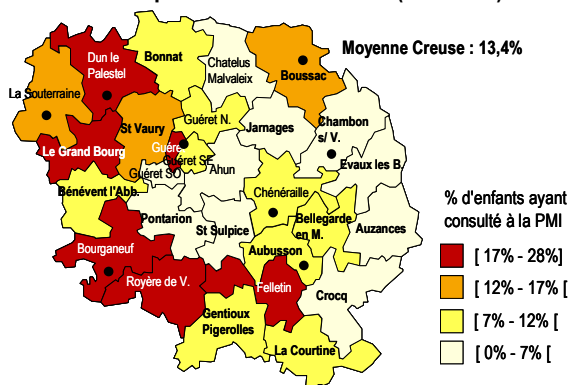 Moyenne Creuse : 13,4%
Dun le
Palestel
Bonnat
Chatelus
Malvaleix
Boussac
La Souterraine
St Vaury
Guéret N.
Jarnages
Chambon
s/ V.
Le Grand Bourg
Guére
Guéret SE
Guéret SO
Ahun
Evaux les B.
Bénévent l'Abb.
Chénéraille
Pontarion
St Sulpice
Bellegarde
en M.
Auzances
Bourganeuf
Aubusson
Royère de V.
Felletin
Crocq
Gentioux
Pigerolles
La Courtine
% d'enfants ayant
consulté à la PMI
[ 17% - 28%]
[ 12% - 17% [
[ 7% - 12% [
[ 0% - 7% [